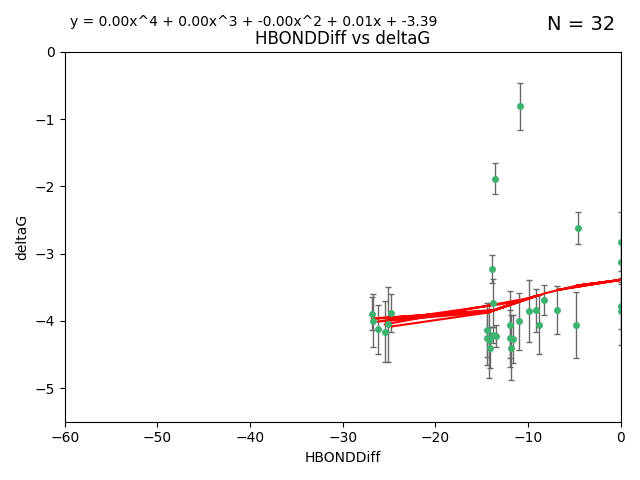 y = 0.00x^4 + 0.00x^3 + -0.00x^2 + 0.01x + -3.39
N = 32
HBONDDiff vs deltaG
0
−1
−2
−3
−4
−5
deltaG
−60 −50 −40 −30 −20 −10 0
HBONDDiff